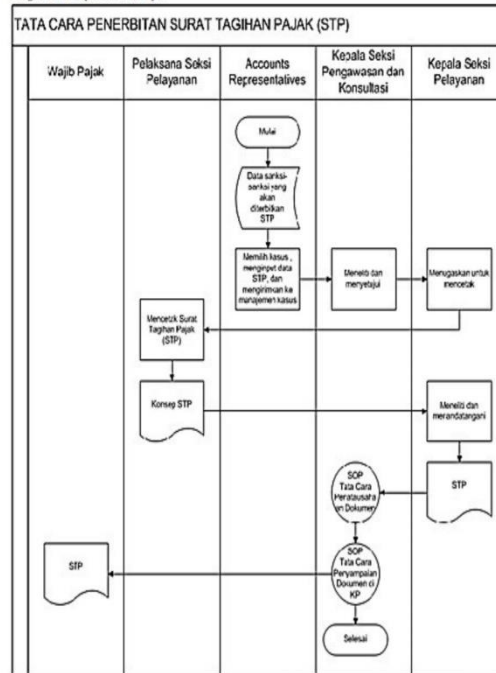 TATA CARA PENERBITAN SURAT TAGIHAN PAJAK (STP)
Wajib Pajak
Pelaksana Seksi
Pelayanan
Accounts
Representatives
Kepala Seksi
Pengawasan dan
Konsultasi
Kepala Seksi
Pelayanan
Mulai
Data sanksi-
sanksi yang
akan
diterbitkan
STP
Memilih kasus ,
menginput data
STP, dan
mengirimkan ke
manajemen kasus
Meneliti dan
menyetujui
Menugaskan untuk
mencetak
Mencetak Surat
Tagihan Pajak
(STP)
Konsep STP
Meneliti dan
STP
SOP
Tata Cara
an Dokumen
SOP
Tata Cara
Dokumen di
KP
STP
Selesai